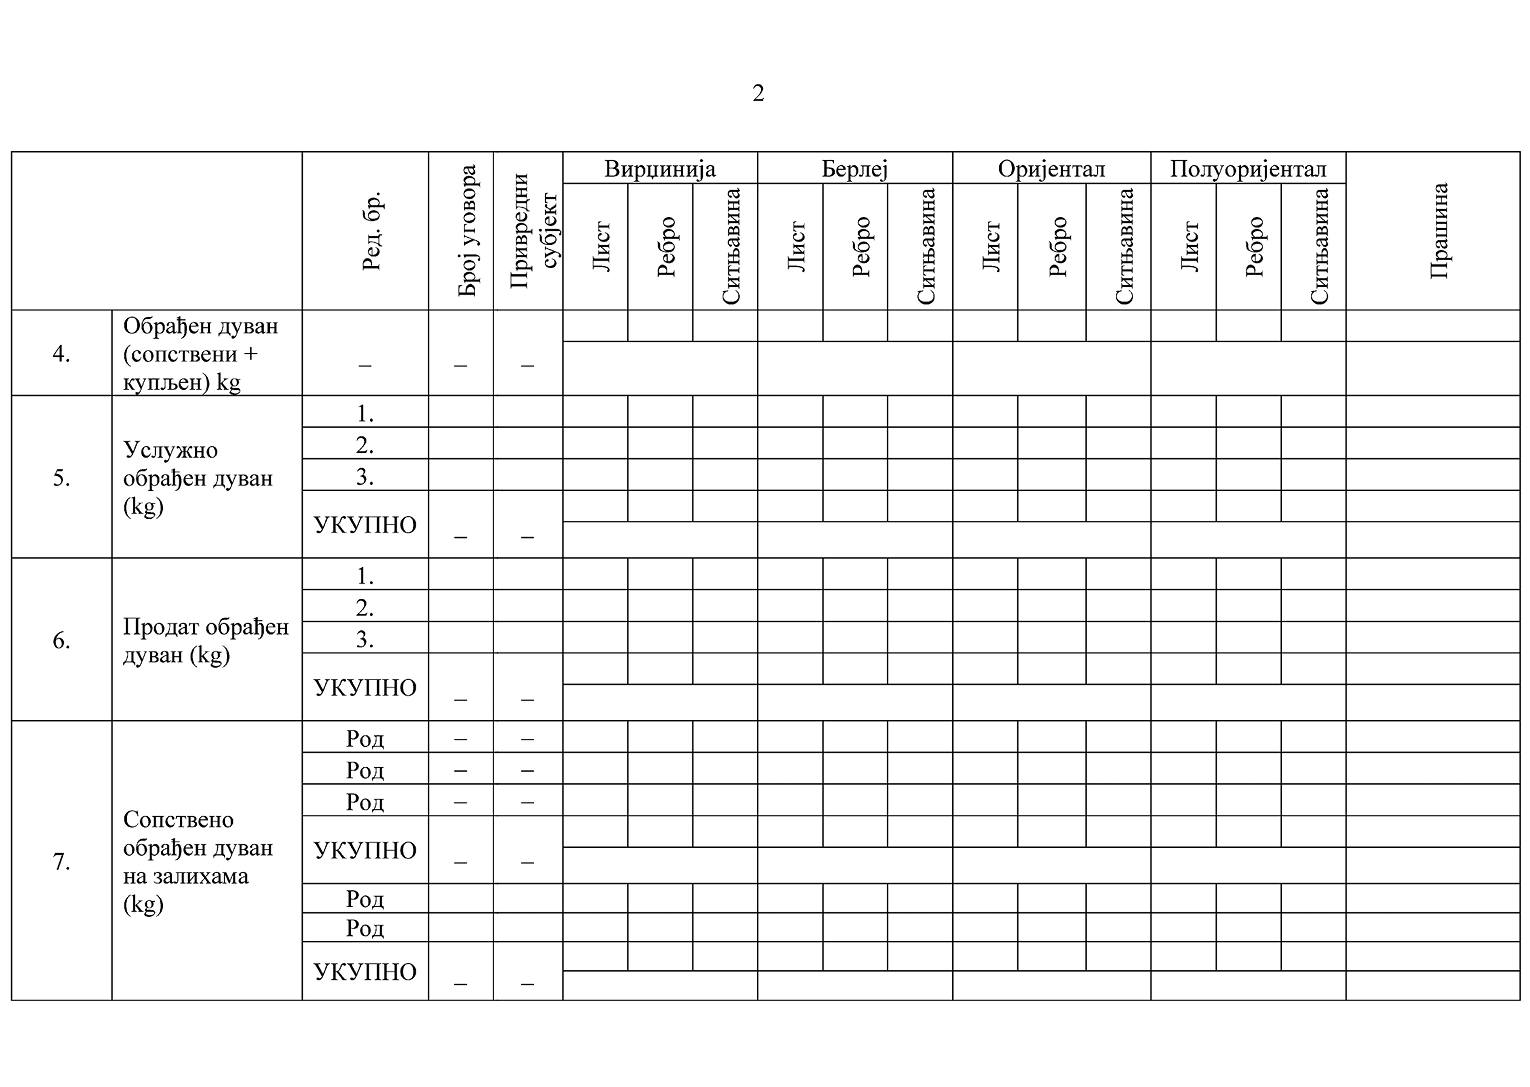 2
Ред. бр.
Број уговора
Привредни
субјект
Вирџинија
Берлеј
Оријентал
Полуоријентал
Прашина
Лист
Ребро
Ситњавина
Лист
Ребро
Ситњавина
Лист
Ребро
Ситњавина
Лист
Ребро
Ситњавина
4.
Обрађен дуван
(сопствени +
купљен) kg
– – –
5.
Услужно
обрађен дуван
(kg)
1.
2.
3.
УКУПНО – –
6.
Продат обрађен
дуван (kg)
1.
2.
3.
УКУПНО – –
7.
Сопствено
обрађен дуван
на залихама
(kg)
Род – –
Род – –
Род – –
УКУПНО – –
Род
Род
УКУПНО – –